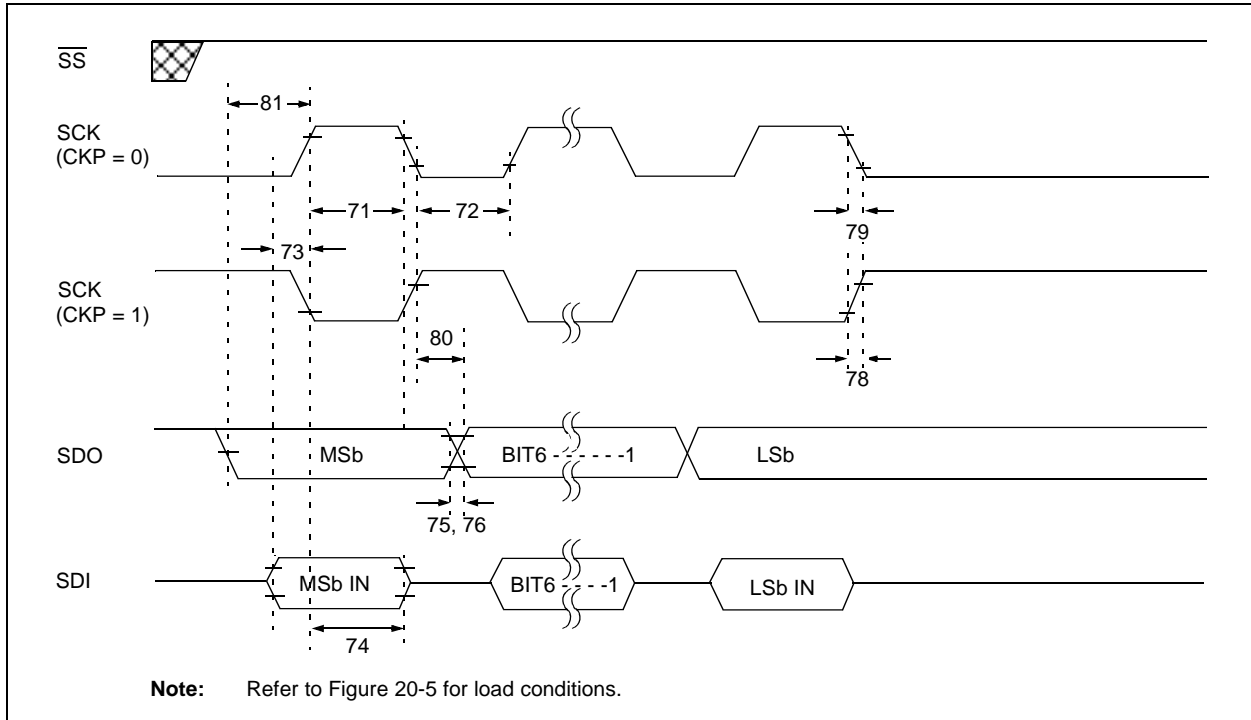 SS
81
SCK
(CKP = 0)
71
72
73
79
SCK
(CKP = 1)
80
78
SDO
MSb
BIT6 - - - - - -1
LSb
75, 76
SDI
MSb IN
BIT6 - - - -1
LSb IN
74
Note: Refer to Figure 20-5 for load conditions.